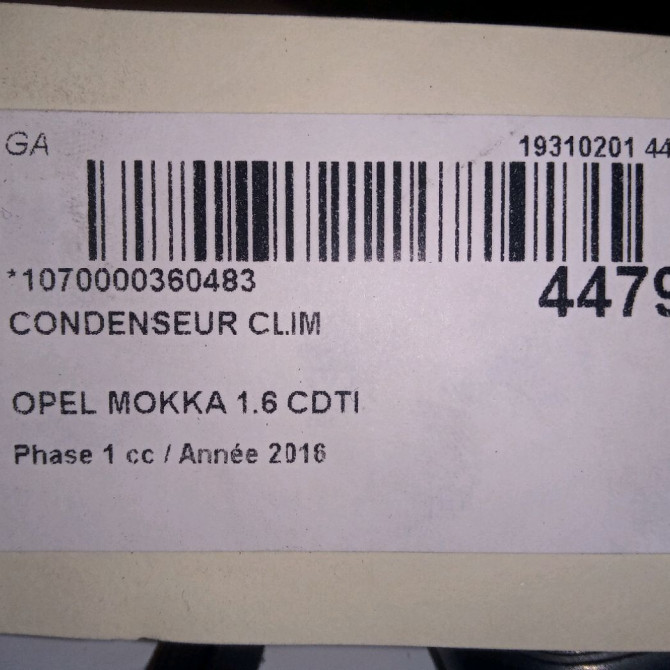 GA 19310201 44
*1070000360483 4479
CONDENSEUR CLIM
OPEL MOKKA 1.6 CDTI
Phase 1 cc / Année 2016